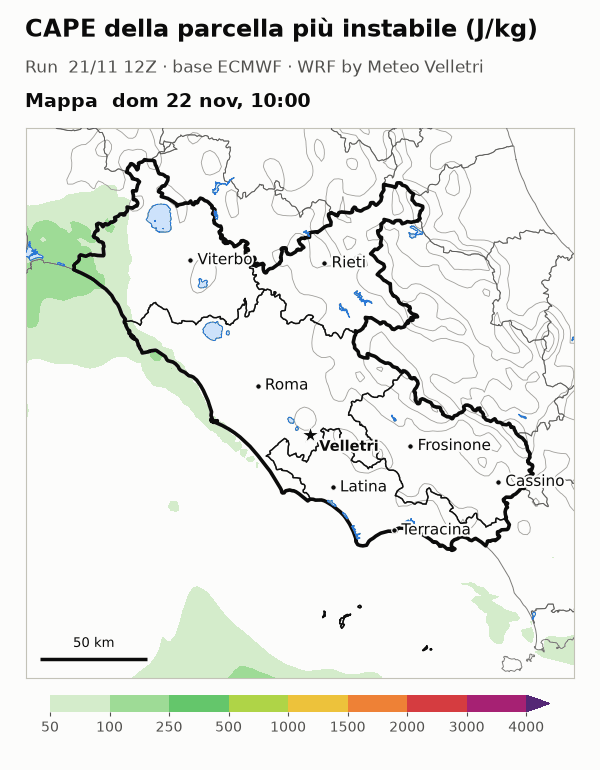 CAPE della parcella più instabile (J/kg)
Run  21/11 12Z · base ECMWF · WRF by Meteo Velletri
Mappa  dom 22 nov, 10:00
Viterbo
Rieti
Roma
Velletri
Frosinone
Cassino
Latina
Terracina
50 km
50 100 250 500 1000 1500 2000 3000 4000